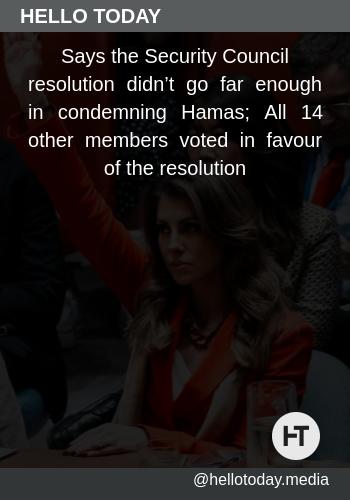 HELLO TODAY
Says the Security Council
resolution didn’t go far enough
in condemning Hamas; All 14
other members voted in favour
of the resolution
HT
@hellotoday.media